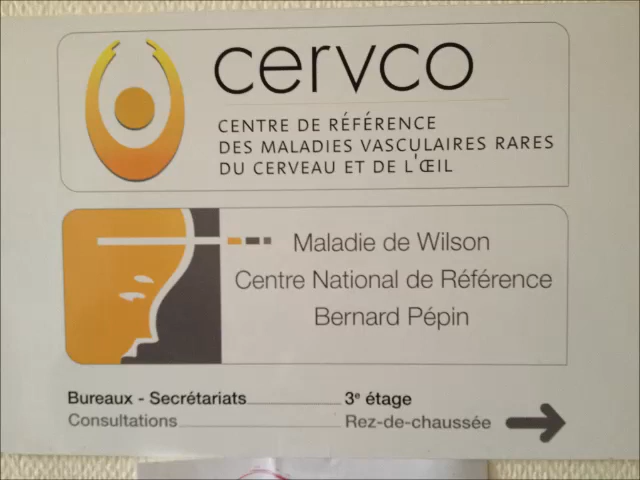 cervco
CENTRE DE RÉFÉRENCE
DES MALADIES VASCULAIRES RARES
DU CERVEAU ET DE L'ŒIL
Maladie de Wilson
Centre National de Référence
Bernard Pépin
Bureaux - Secrétariats 3e étage
Consultations Rez-de-chaussée